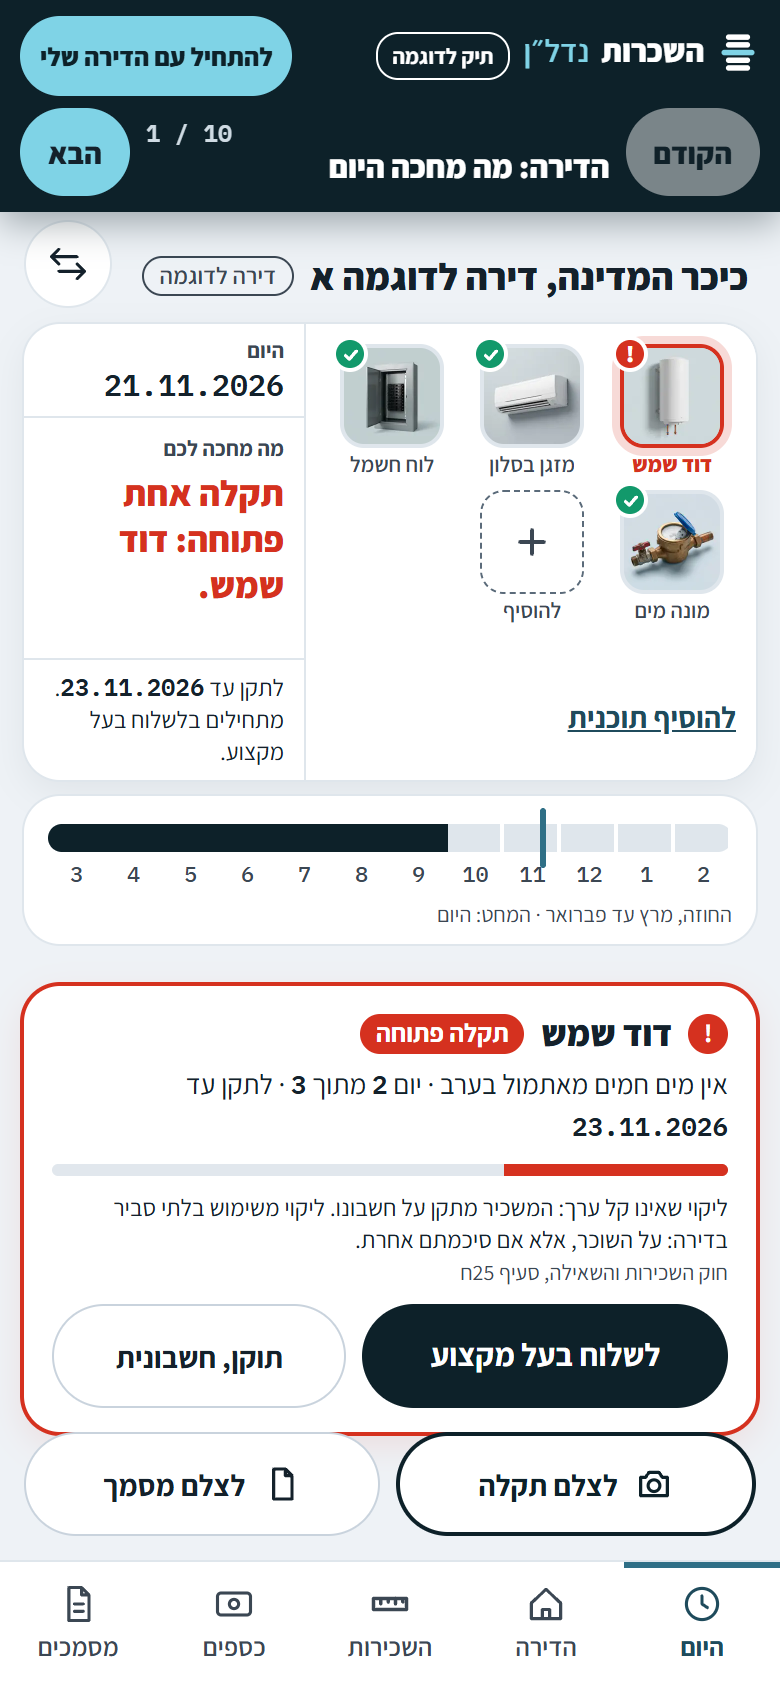 השכרות נדל״ן
תיק לדוגמה
להתחיל עם הדירה שלי
הקודם
הדירה: מה מחכה היום
1 / 10
הבא
כיכר המדינה, דירה לדוגמה א
דירה לדוגמה
דוד שמש
מזגן בסלון
לוח חשמל
מונה מים
להוסיף
להוסיף תוכנית
היום
21.11.2026
מה מחכה לכם
תקלה אחת
פתוחה: דוד
שמש.
לתקן עד 23.11.2026.
מתחילים בלשלוח בעל
מקצוע.
3 4 5 6 7 8 9 10 11 12 1 2
החוזה, מרץ עד פברואר · המחט: היום
דוד שמש
תקלה פתוחה
אין מים חמים מאתמול בערב · יום 2 מתוך 3 · לתקן עד
23.11.2026
ליקוי שאינו קל ערך: המשכיר מתקן על חשבונו. ליקוי משימוש בלתי סביר
בדירה: על השוכר, אלא אם סיכמתם אחרת.
חוק השכירות והשאילה, סעיף 25ח
לשלוח בעל מקצוע
תוקן, חשבונית
לצלם תקלה
לצלם מסמך
היום
הדירה
השכירות
כספים
מסמכים